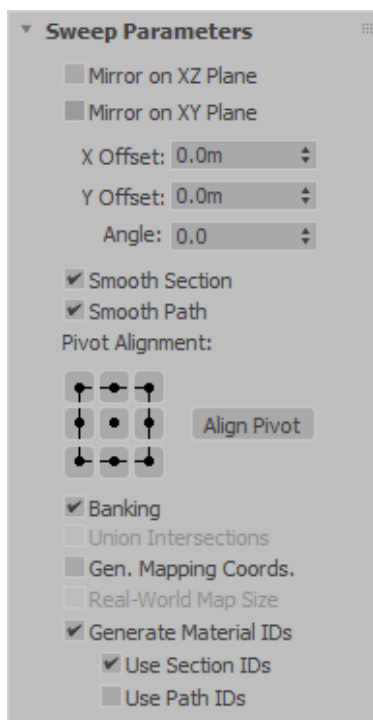 Sweep Parameters
Mirror on XZ Plane
Mirror on XY Plane
X Offset: 0.0m
Y Offset: 0.0m
Angle: 0.0
Smooth Section
Smooth Path
Pivot Alignment:
Align Pivot
Banking
Union Intersections
Gen. Mapping Coords.
Real-World Map Size
Generate Material IDs
Use Section IDs
Use Path IDs